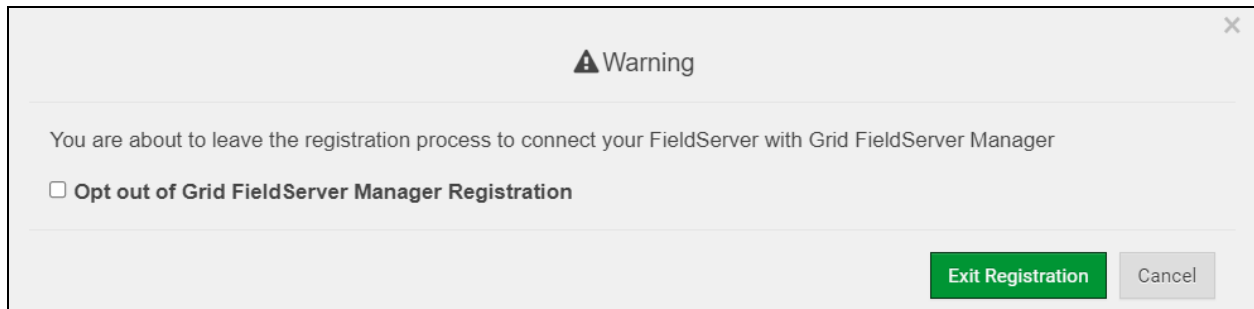 Warning
You are about to leave the registration process to connect your FieldServer with Grid FieldServer Manager
Opt out of Grid FieldServer Manager Registration
Exit Registration Cancel